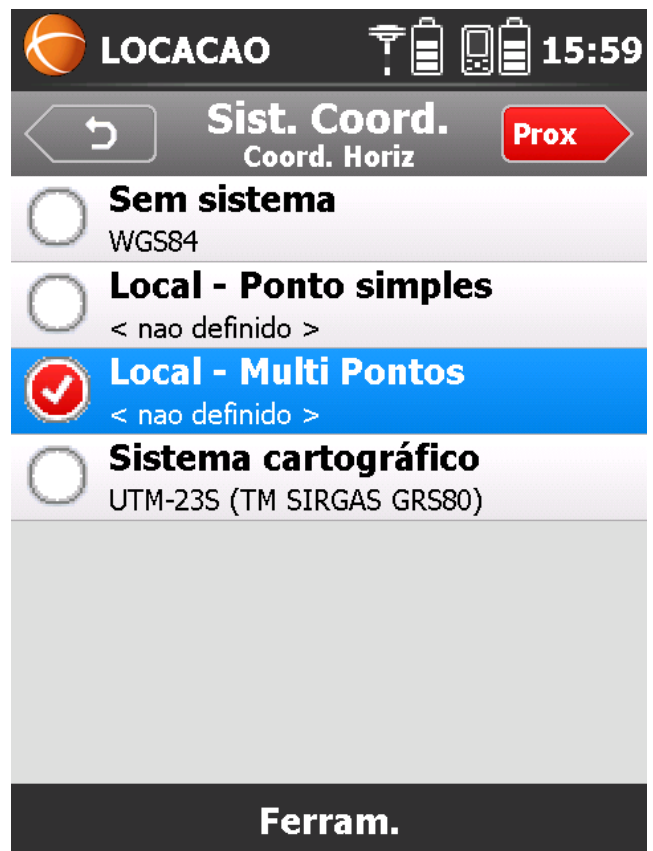 LOCACAO 15:59
Sist. Coord.
Coord. Horiz
Prox
Sem sistema
WGS84
Local - Ponto simples
< nao definido >
Local - Multi Pontos
< nao definido >
Sistema cartográfico
UTM-23S (TM SIRGAS GRS80)
Ferram.